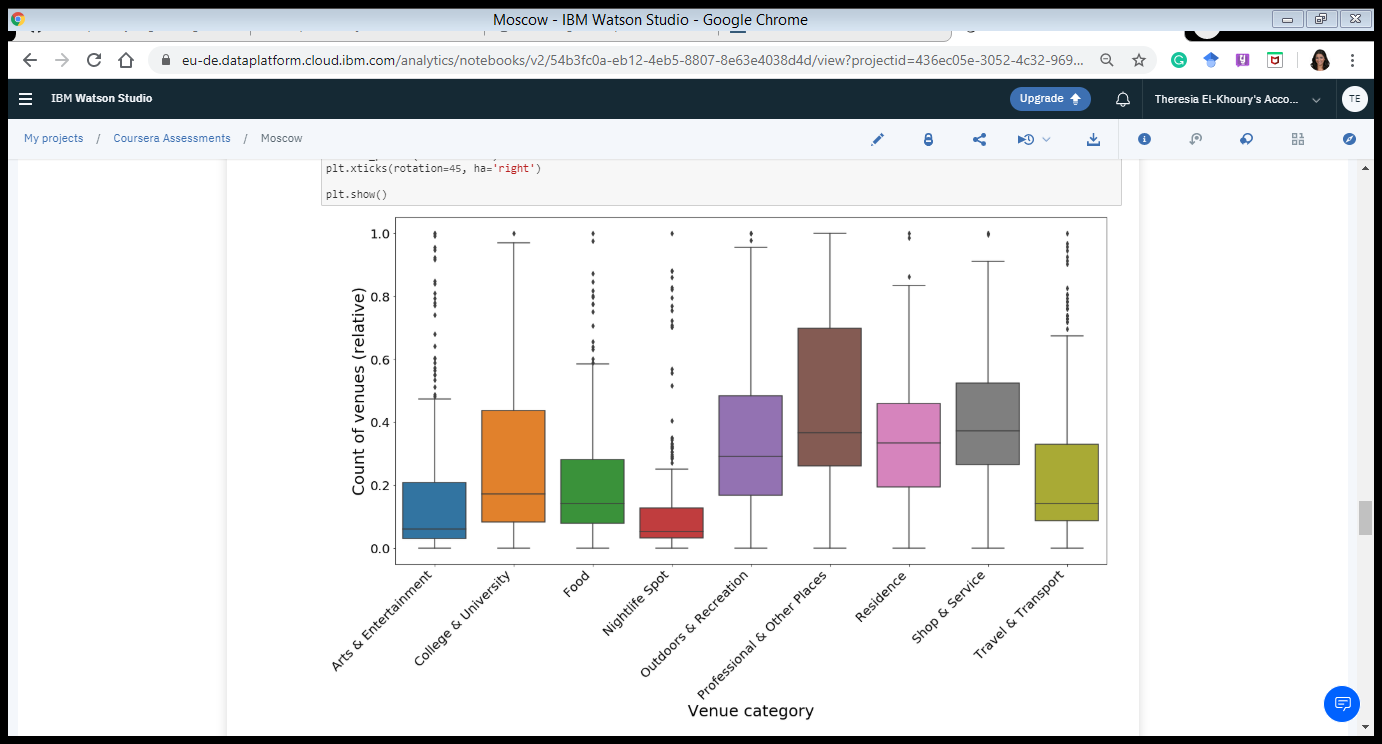 Moscow - IBM Watson Studio - Google Chrome
eu-de.dataplatform.cloud.ibm.com/analytics/notebooks/v2/54b3fc0a-eb12-4eb5-8807-8e63e4038d4d/view?projectid=436ec05e-3052-4c32-969...
IBM Watson Studio
Upgrade
Theresia El-Khoury's Acco...
TE
My projects / Coursera Assessments / Moscow
plt.xticks(rotation=45, ha='right')
plt.show()
1.0
0.8
0.6
0.4
0.2
0.0
Count of venues (relative)
Arts & Entertainment
College & University
Food
Nightlife Spot
Outdoors & Recreation
Professional & Other Places
Residence
Shop & Service
Travel & Transport
Venue category